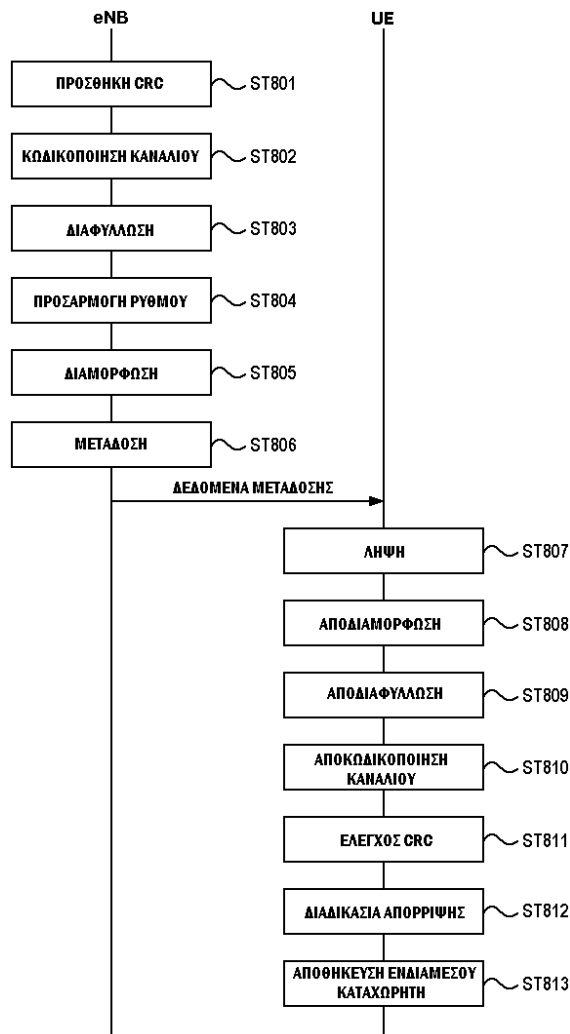 eNB
UE
ΠΡΟΣΘΗΚΗ CRC
ST801
ΚΩΔΙΚΟΠΟΙΗΣΗ ΚΑΝΑΛΙΟΥ
ST802
ΔΙΑΦΥΛΛΩΣΗ
ST803
ΠΡΟΣΑΡΜΟΓΗ ΡΥΘΜΟΥ
ST804
ΔΙΑΜΟΡΦΩΣΗ
ST805
ΜΕΤΑΔΟΣΗ
ST806
ΔΕΔΟΜΕΝΑ ΜΕΤΑΔΟΣΗΣ
ΛΗΨΗ
ST807
ΑΠΟΔΙΑΜΟΡΦΩΣΗ
ST808
ΑΠΟΔΙΑΦΥΛΛΩΣΗ
ST809
ΑΠΟΚΩΔΙΚΟΠΟΙΗΣΗ
ΚΑΝΑΛΙΟΥ
ST810
ΕΛΕΓΧΟΣ CRC
ST811
ΔΙΑΔΙΚΑΣΙΑ ΑΠΟΡΡΙΨΗΣ
ST812
ΑΠΟΘΗΚΕΥΣΗ ΕΝΔΙΑΜΕΣΟΥ
ΚΑΤΑΧΩΡΗΤΗ
ST813